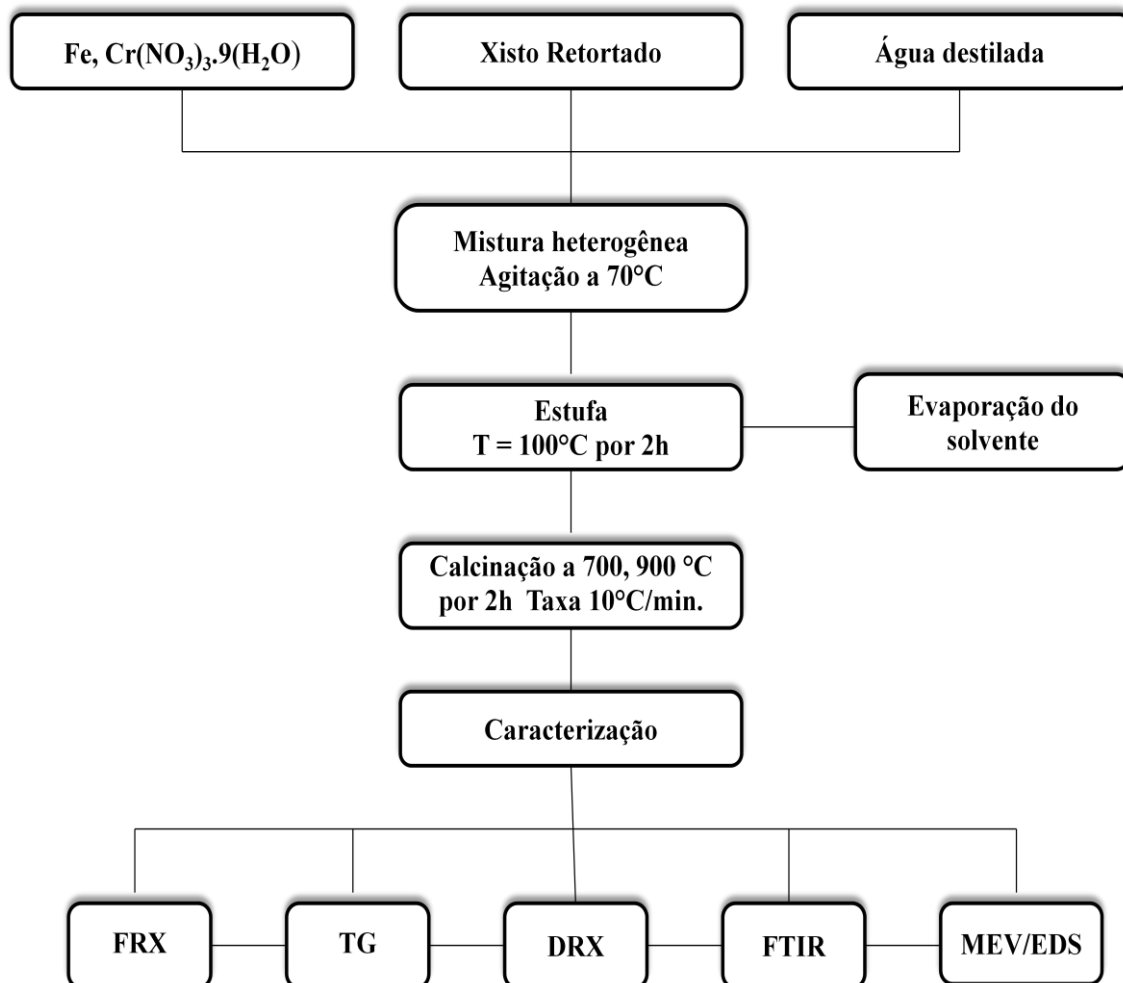 Fe, Cr(NO₃)₃.9(H₂O)
Xisto Retortado
Água destilada
Mistura heterogênea
Agitação a 70°C
Estufa
T = 100°C por 2h
Evaporação do
solvente
Calcinação a 700, 900 °C
por 2h Taxa 10°C/min.
Caracterização
FRX
TG
DRX
FTIR
MEV/EDS